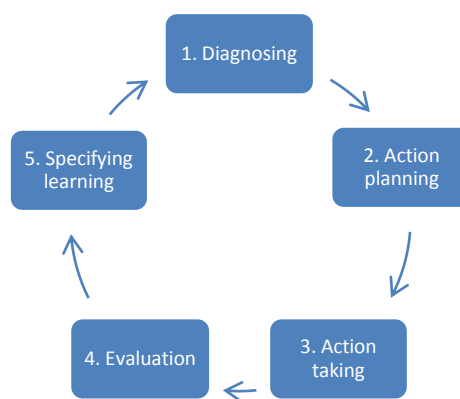 1. Diagnosing
2. Action
planning
3. Action
taking
4. Evaluation
5. Specifying
learning